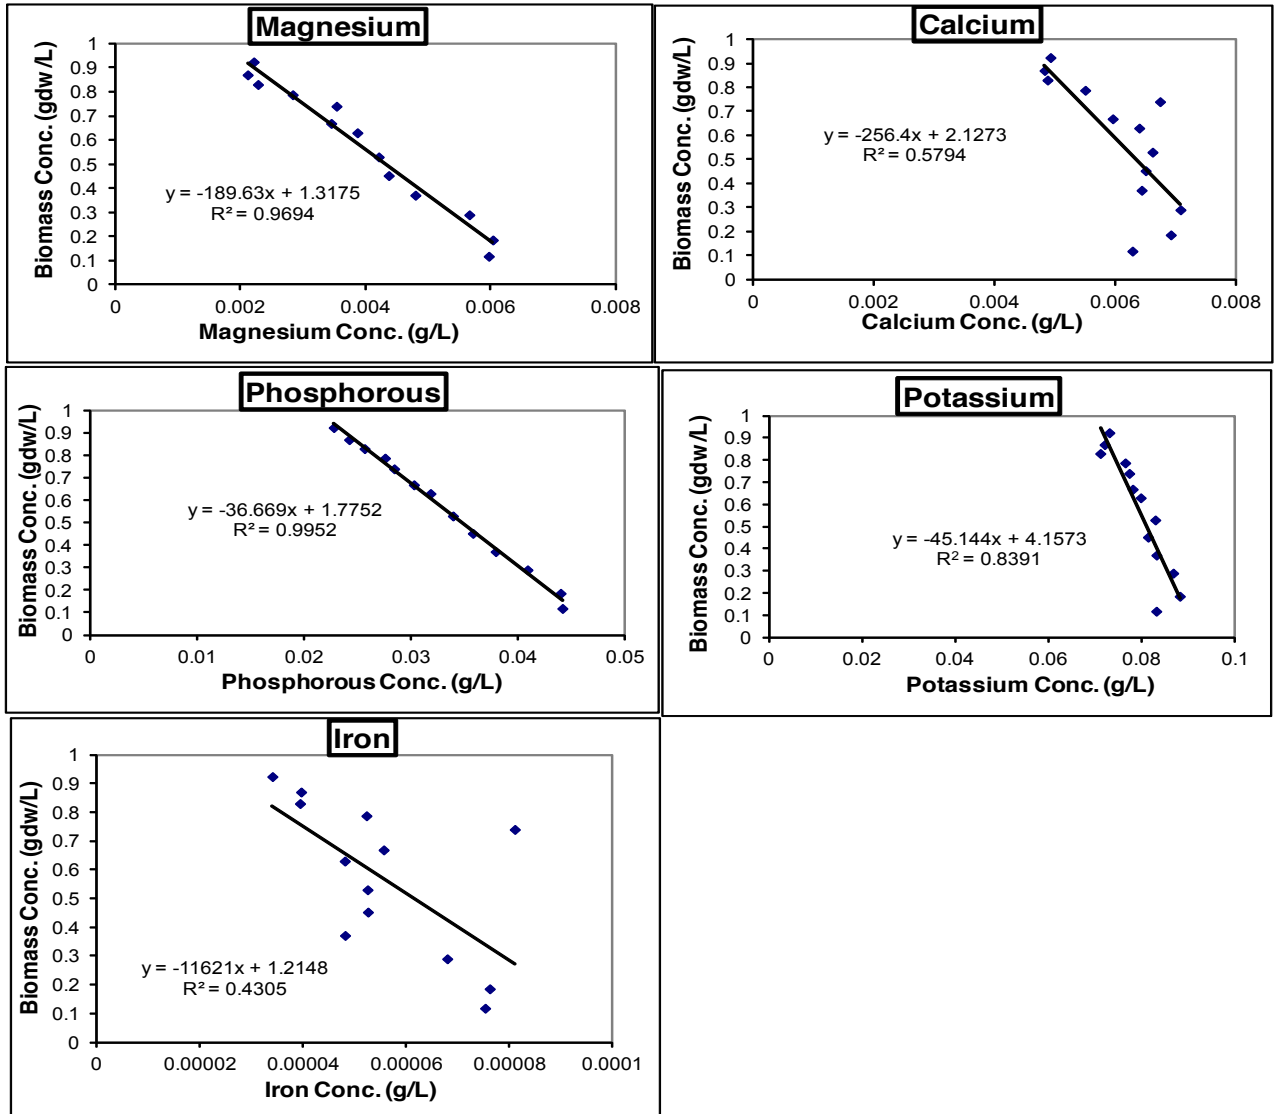 Magnesium
Biomass Conc. (gdw/L)
1
0.9
0.8
0.7
0.6
0.5
0.4
0.3
0.2
0.1
0
y = -189.63x + 1.3175
R² = 0.9694
0 0.002 0.004 0.006 0.008
Magnesium Conc. (g/L)
Calcium
Biomass Conc. (gdw/L)
1
0.9
0.8
0.7
0.6
0.5
0.4
0.3
0.2
0.1
0
y = -256.4x + 2.1273
R² = 0.5794
0 0.002 0.004 0.006 0.008
Calcium Conc. (g/L)
Phosphorous
Biomass Conc. (gdw/L)
1
0.9
0.8
0.7
0.6
0.5
0.4
0.3
0.2
0.1
0
y = -36.669x + 1.7752
R² = 0.9952
0 0.01 0.02 0.03 0.04 0.05
Phosphorous Conc. (g/L)
Potassium
Biomass Conc. (gdw/L)
1
0.9
0.8
0.7
0.6
0.5
0.4
0.3
0.2
0.1
0
y = -45.144x + 4.1573
R² = 0.8391
0 0.02 0.04 0.06 0.08 0.1
Potassium Conc. (g/L)
Iron
Biomass Conc. (gdw/L)
1
0.9
0.8
0.7
0.6
0.5
0.4
0.3
0.2
0.1
0
y = -11621x + 1.2148
R² = 0.4305
0 0.00002 0.00004 0.00006 0.00008 0.0001
Iron Conc. (g/L)